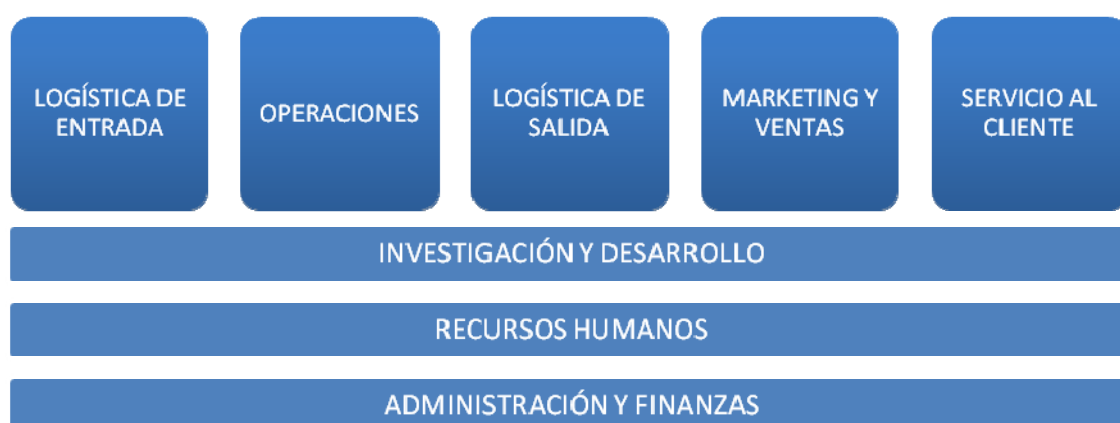 LOGÍSTICA DE
ENTRADA
OPERACIONES
LOGÍSTICA DE
SALIDA
MARKETING Y
VENTAS
SERVICIO AL
CLIENTE
INVESTIGACIÓN Y DESARROLLO
RECURSOS HUMANOS
ADMINISTRACIÓN Y FINANZAS